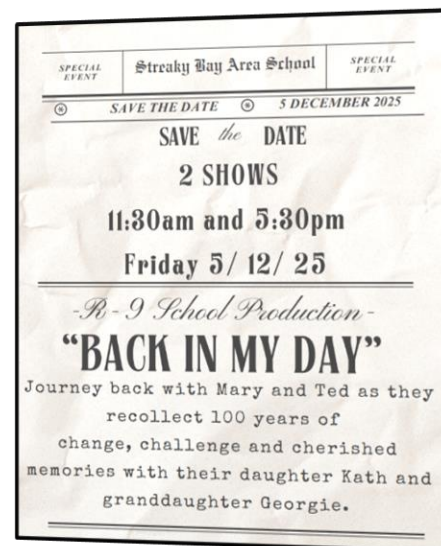 SPECIAL EVENT
Streaky Bay Area School
SPECIAL EVENT
SAVE THE DATE 5 DECEMBER 2025
SAVE the DATE
2 SHOWS
11:30am and 5:30pm
Friday 5/ 12/ 25
-R - 9 School Production -
“BACK IN MY DAY”
Journey back with Mary and Ted as they
recollect 100 years of
change, challenge and cherished
memories with their daughter Kath and
granddaughter Georgie.